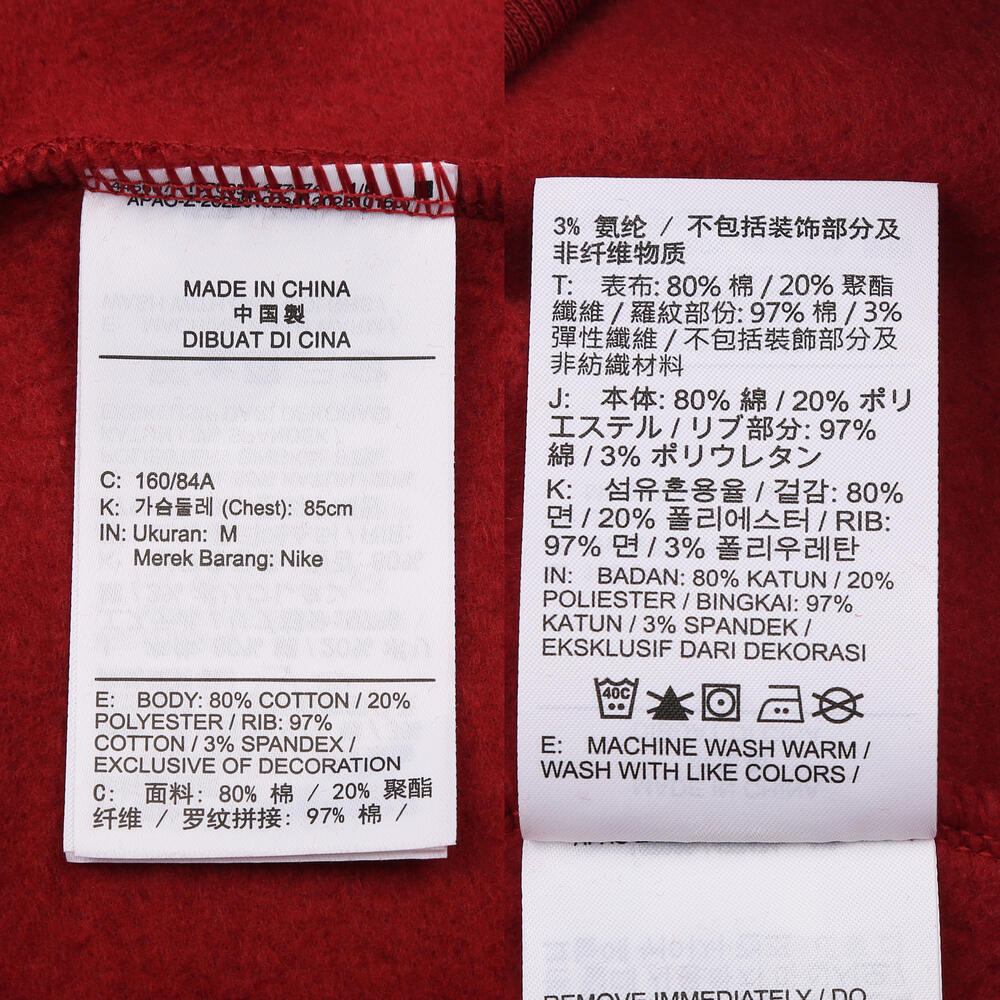 MADE IN CHINA
中国製
DIBUAT DI CINA
C: 160/84A
K: 가슴둘레 (Chest): 85cm
IN: Ukuran: M
Merek Barang: Nike
E: BODY: 80% COTTON / 20%
POLYESTER / RIB: 97%
COTTON / 3% SPANDEX /
EXCLUSIVE OF DECORATION
C: 面料: 80% 棉 / 20% 聚酯
纤维 / 罗纹拼接: 97% 棉 /
3% 氨纶 / 不包括装饰部分及
非纤维物质
T: 表布: 80% 棉 / 20% 聚酯
纖維 / 羅紋部份: 97% 棉 / 3%
彈性纖維 / 不包括裝飾部分及
非紡織材料
J: 本体: 80% 綿 / 20% ポリ
エステル / リブ部分: 97%
綿 / 3% ポリウレタン
K: 섬유혼용율 / 겉감: 80%
면 / 20% 폴리에스터 / RIB:
97% 면 / 3% 폴리우레탄
IN: BADAN: 80% KATUN / 20%
POLIESTER / BINGKAI: 97%
KATUN / 3% SPANDEK /
EKSKLUSIF DARI DEKORASI
40C
E: MACHINE WASH WARM /
WASH WITH LIKE COLORS /
REMOVE IMMEDIATELY / DO